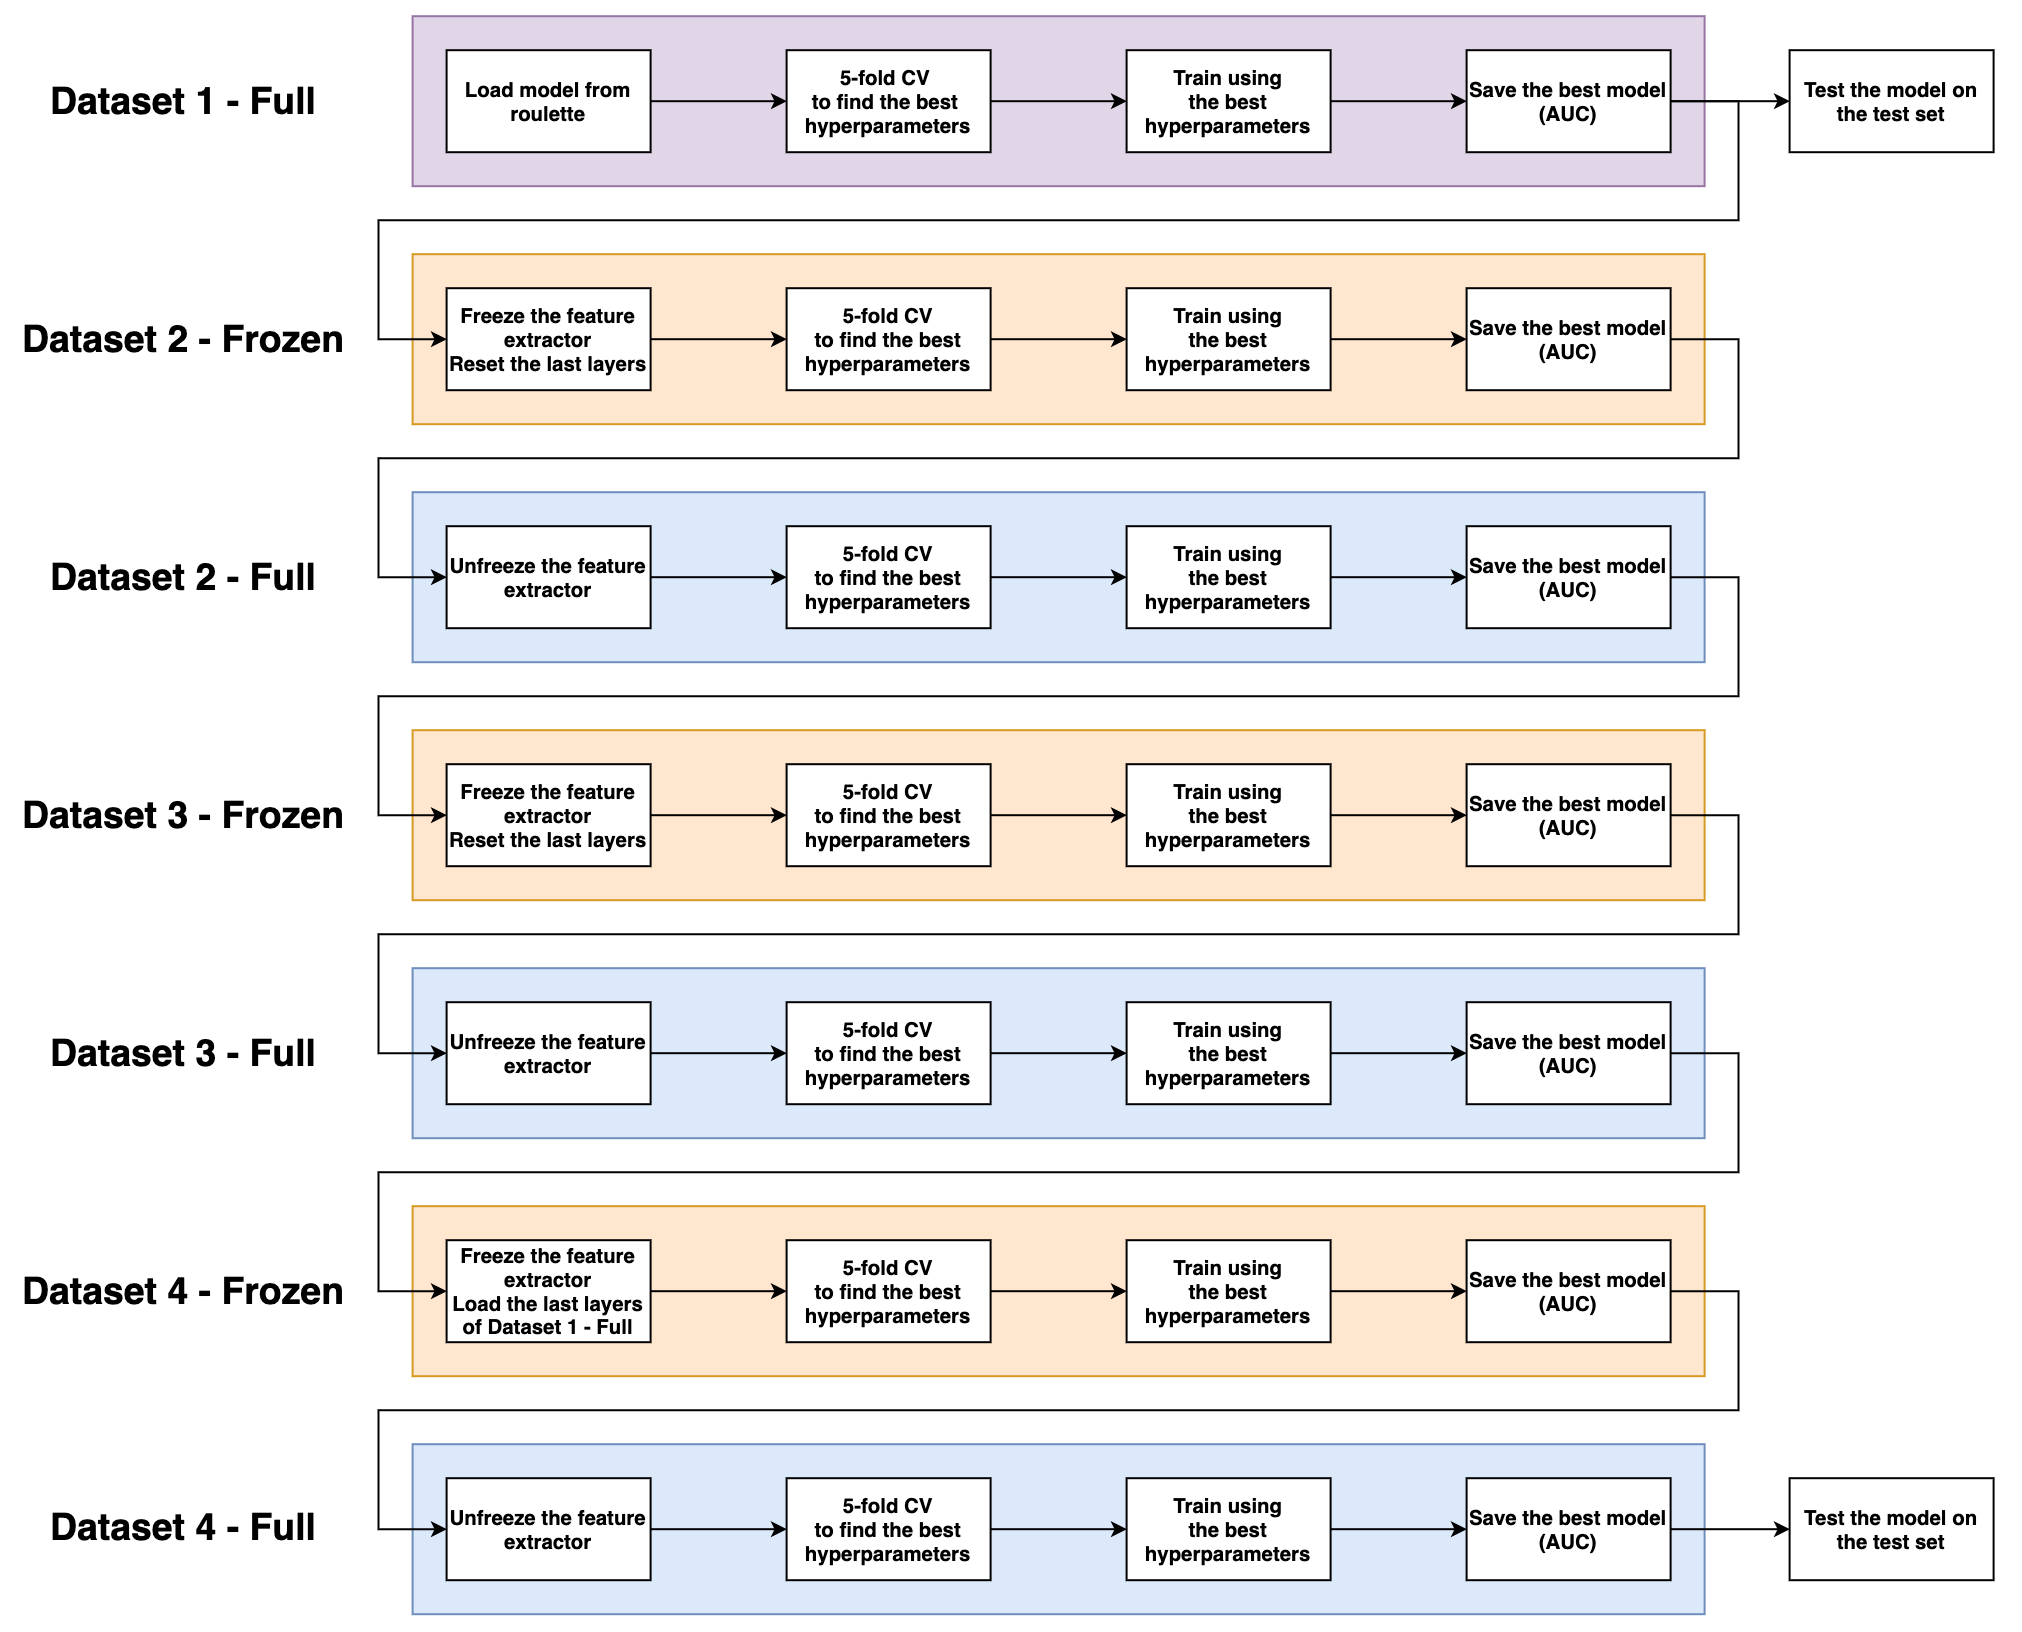 Dataset 1 - Full
Load model from
roulette
5-fold CV
to find the best
hyperparameters
Train using
the best
hyperparameters
Save the best model
(AUC)
Test the model on
the test set
Dataset 2 - Frozen
Freeze the feature
extractor
Reset the last layers
5-fold CV
to find the best
hyperparameters
Train using
the best
hyperparameters
Save the best model
(AUC)
Dataset 2 - Full
Unfreeze the feature
extractor
5-fold CV
to find the best
hyperparameters
Train using
the best
hyperparameters
Save the best model
(AUC)
Dataset 3 - Frozen
Freeze the feature
extractor
Reset the last layers
5-fold CV
to find the best
hyperparameters
Train using
the best
hyperparameters
Save the best model
(AUC)
Dataset 3 - Full
Unfreeze the feature
extractor
5-fold CV
to find the best
hyperparameters
Train using
the best
hyperparameters
Save the best model
(AUC)
Dataset 4 - Frozen
Freeze the feature
extractor
Load the last layers
of Dataset 1 - Full
5-fold CV
to find the best
hyperparameters
Train using
the best
hyperparameters
Save the best model
(AUC)
Dataset 4 - Full
Unfreeze the feature
extractor
5-fold CV
to find the best
hyperparameters
Train using
the best
hyperparameters
Save the best model
(AUC)
Test the model on
the test set